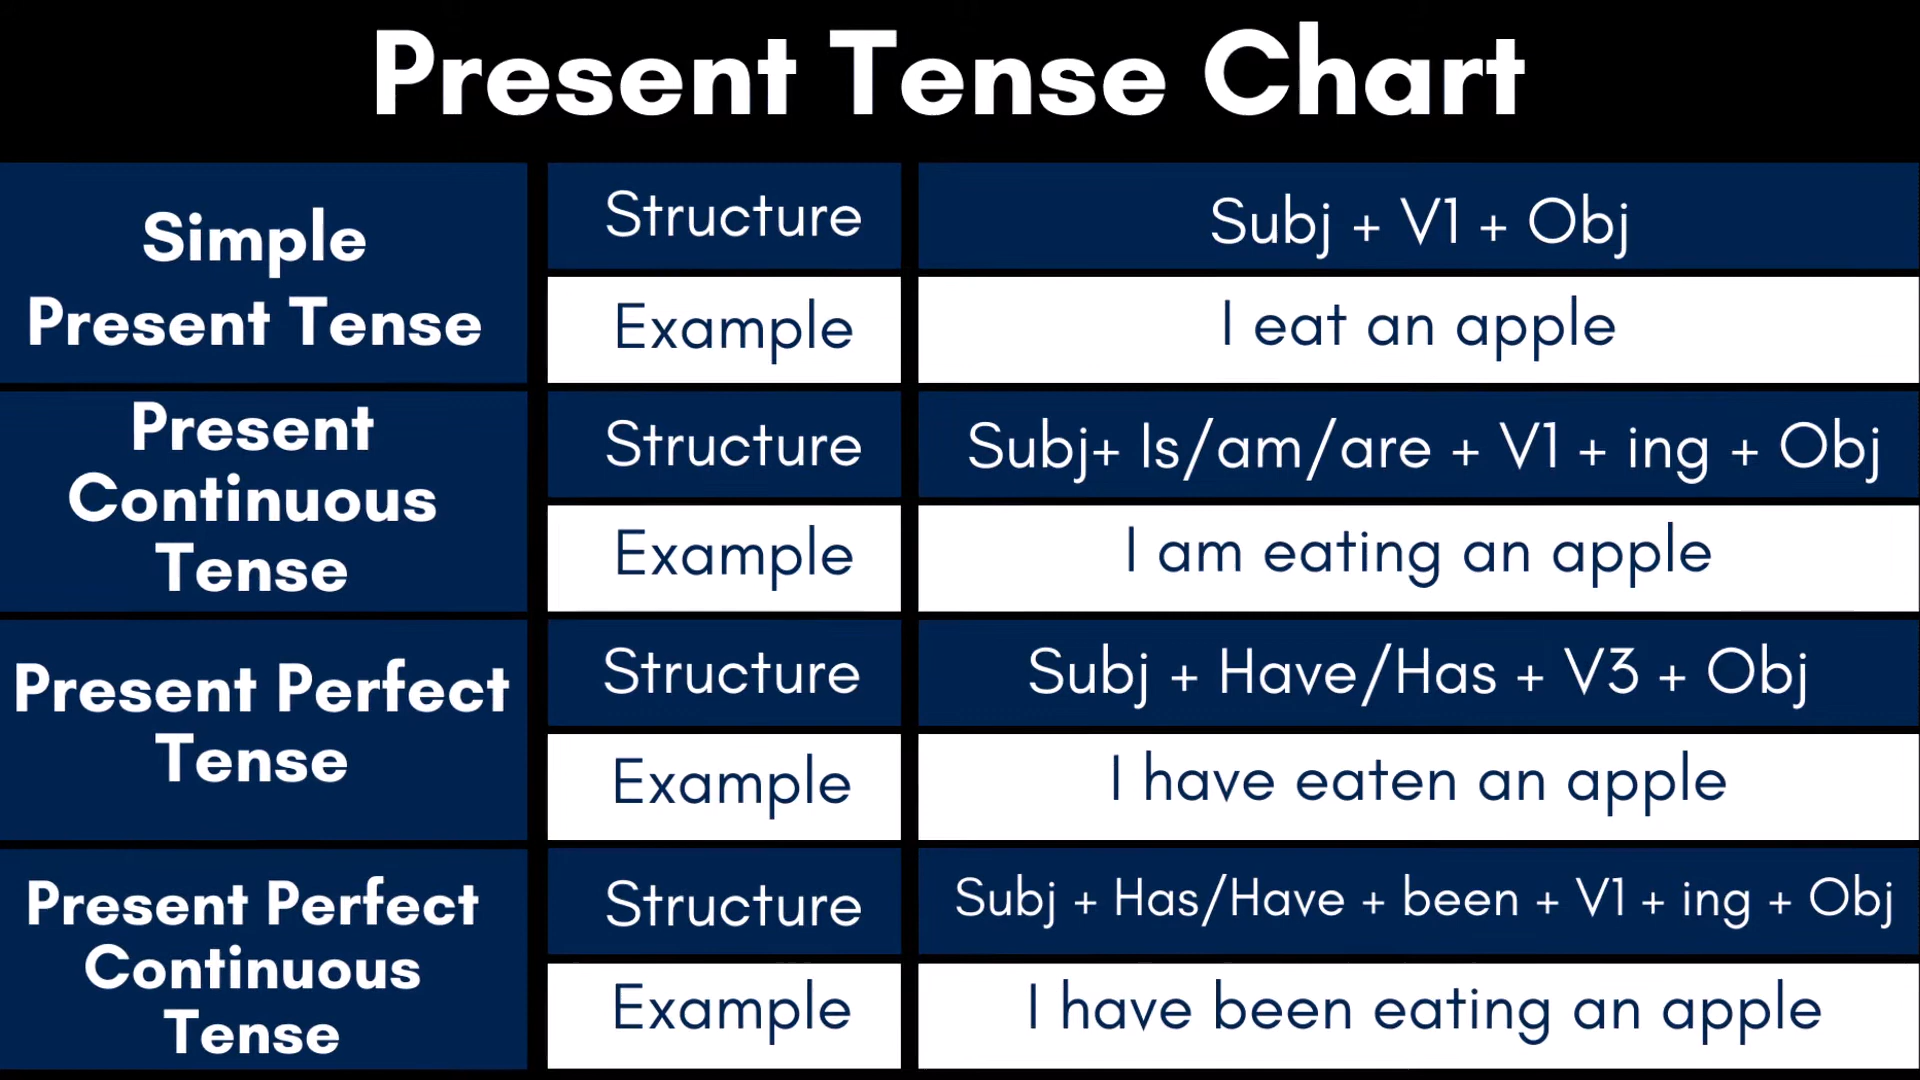 Present Tense Chart
Simple
Present Tense
Structure
Subj + V1 + Obj
Example
I eat an apple
Present
Continuous
Tense
Structure
Subj+ Is/am/are + V1 + ing + Obj
Example
I am eating an apple
Present Perfect
Tense
Structure
Subj + Have/Has + V3 + Obj
Example
I have eaten an apple
Present Perfect
Continuous
Tense
Structure
Subj + Has/Have + been + V1 + ing + Obj
Example
I have been eating an apple